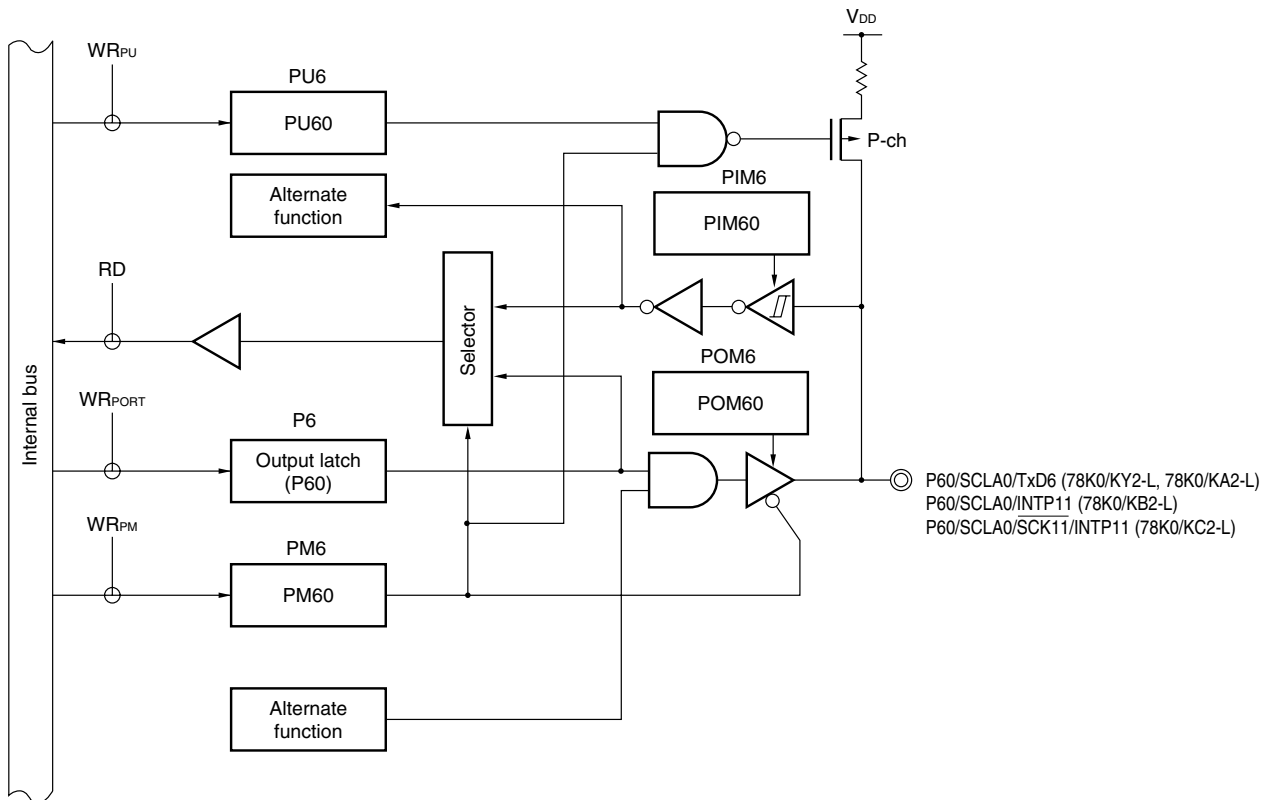 VDD
WRPU
PU6
PU60
P-ch
Alternate
function
PIM6
PIM60
RD
Selector
POM6
POM60
Internal bus
WRPORT
P6
Output latch
(P60)
P60/SCLA0/TxD6 (78K0/KY2-L, 78K0/KA2-L)
P60/SCLA0/INTP11 (78K0/KB2-L)
P60/SCLA0/SCK11/INTP11 (78K0/KC2-L)
WRPM
PM6
PM60
Alternate
function